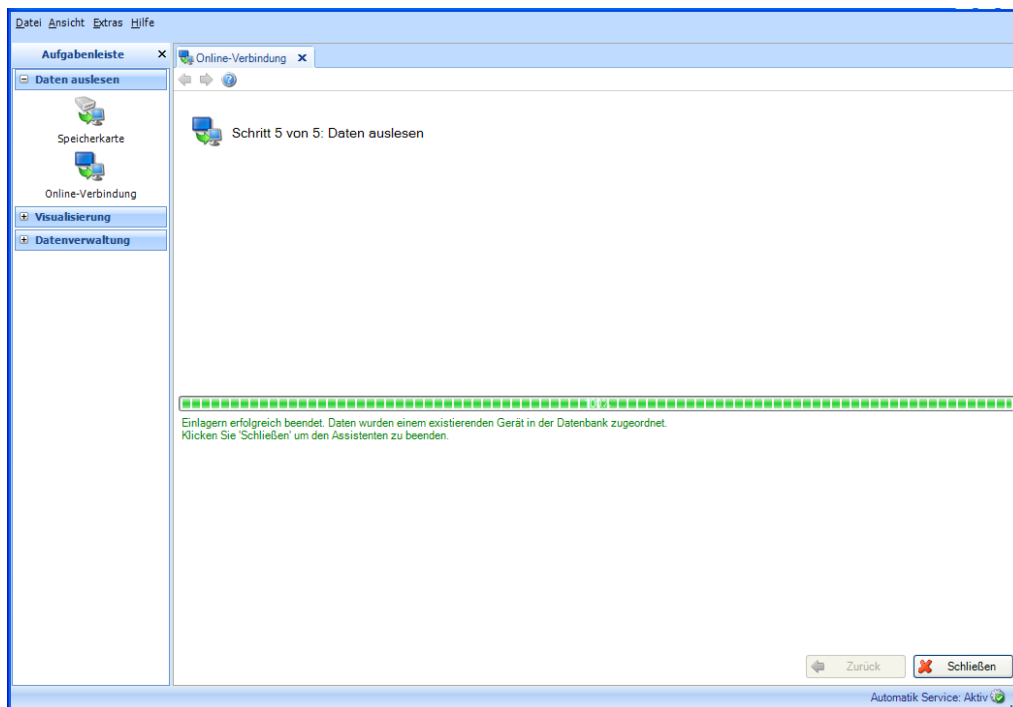 Datei Ansicht Extras Hilfe
Aufgabenleiste
Online-Verbindung
Daten auslesen
Speicherkarte
Online-Verbindung
Visualisierung
Datenverwaltung
Schritt 5 von 5: Daten auslesen
Einlagern erfolgreich beendet. Daten wurden einem existierenden Gerät in der Datenbank zugeordnet.
Klicken Sie 'Schließen' um den Assistenten zu beenden.
Zurück
Schließen
Automatik Service: Aktiv